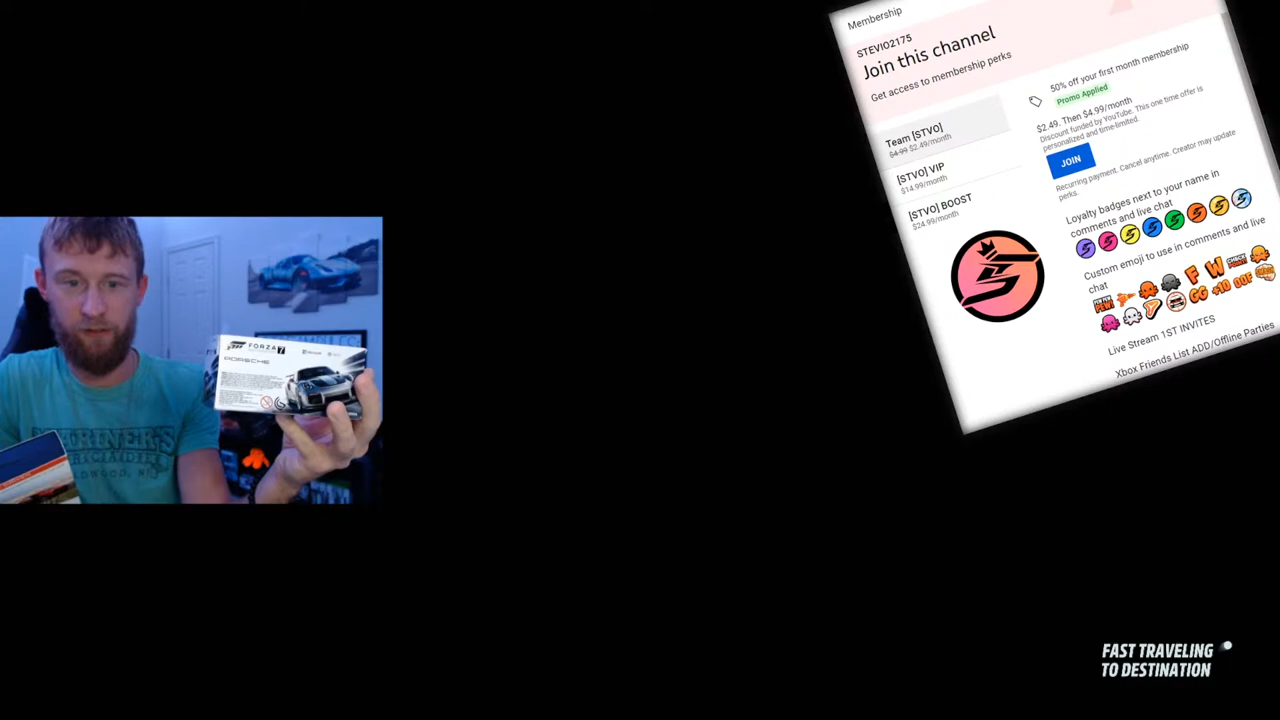 Membership
STEVIO2175
Join this channel
Get access to membership perks
Team [STVO]
$4.99 $2.49/month
[STVO] VIP
$14.99/month
[STVO] BOOST
$24.99/month
50% off your first month membership
Promo Applied
$2.49. Then $4.99/month
Discount funded by YouTube. This one time offer is
personalized and time-limited.
JOIN
Recurring payment. Cancel anytime. Creator may update
perks.
Loyalty badges next to your name in
comments and live chat
Custom emoji to use in comments and live
chat
F W
GG +10 OOF
Live Stream 1ST INVITES
Xbox Friends List ADD/Offline Parties
FORZA 7
PORSCHE
FAST TRAVELING
TO DESTINATION